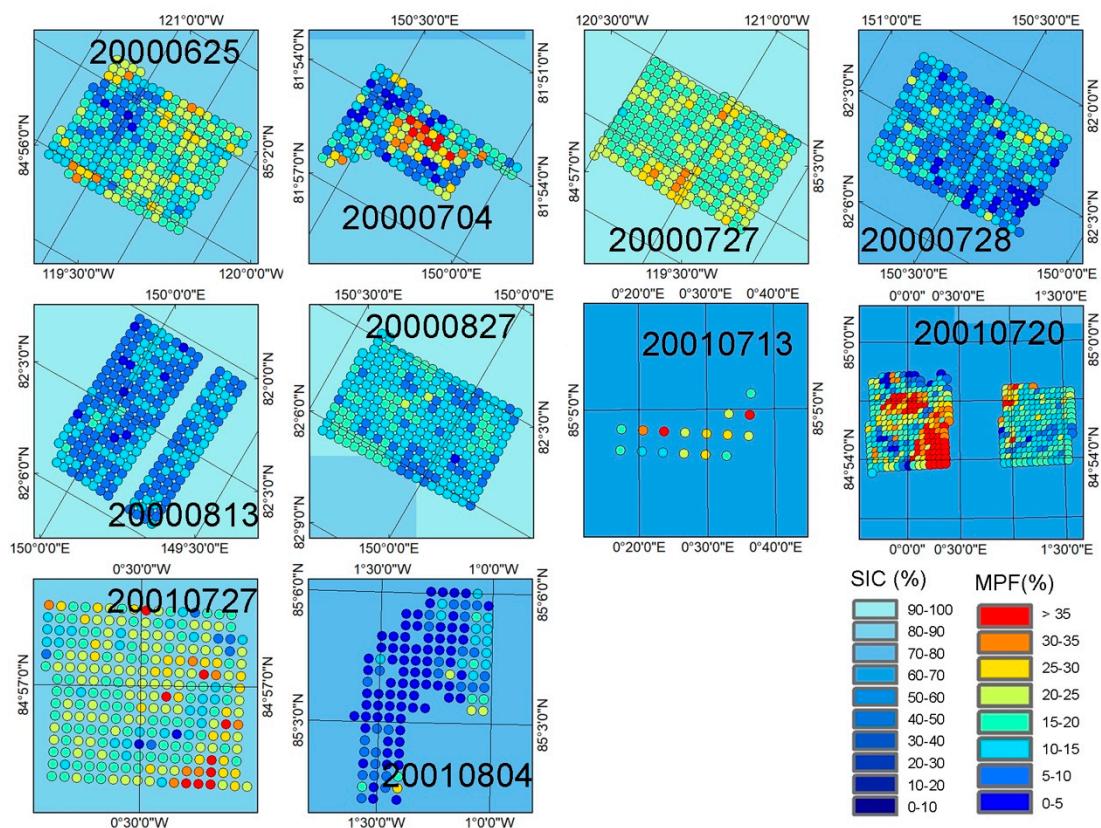 121°0'0"W
20000625
84°56'0"N
85°2'0"N
119°30'0"W
120°0'0"W
150°30'0"E
81°54'0"N
81°51'0"N
81°57'0"N
81°54'0"N
20000704
150°0'0"E
120°30'0"W
121°0'0"W
84°57'0"N
85°3'0"N
20000727
119°30'0"W
151°0'0"E
150°30'0"E
82°3'0"N
82°0'0"N
82°6'0"N
82°3'0"N
20000728
150°30'0"E
150°0'0"E
150°0'0"E
82°3'0"N
82°0'0"N
82°6'0"N
82°3'0"N
20000813
150°0'0"E
149°30'0"E
150°30'0"E
20000827
82°6'0"N
82°3'0"N
82°9'0"N
150°0'0"E
0°20'0"E
0°30'0"E
0°40'0"E
20010713
85°5'0"N
85°5'0"N
0°20'0"E
0°30'0"E
0°40'0"E
0°0'0"
0°30'0"E
1°30'0"E
20010720
85°0'0"N
85°0'0"N
84°54'0"N
84°54'0"N
0°0'0"
0°30'0"E
1°30'0"E
0°30'0"W
20010727
84°57'0"N
84°57'0"N
0°30'0"W
1°30'0"W
1°0'0"W
85°6'0"N
85°6'0"N
85°3'0"N
85°3'0"N
20010804
1°30'0"W
1°0'0"W
SIC (%)
90-100
80-90
70-80
60-70
50-60
40-50
30-40
20-30
10-20
0-10
MPF(%)
> 35
30-35
25-30
20-25
15-20
10-15
5-10
0-5